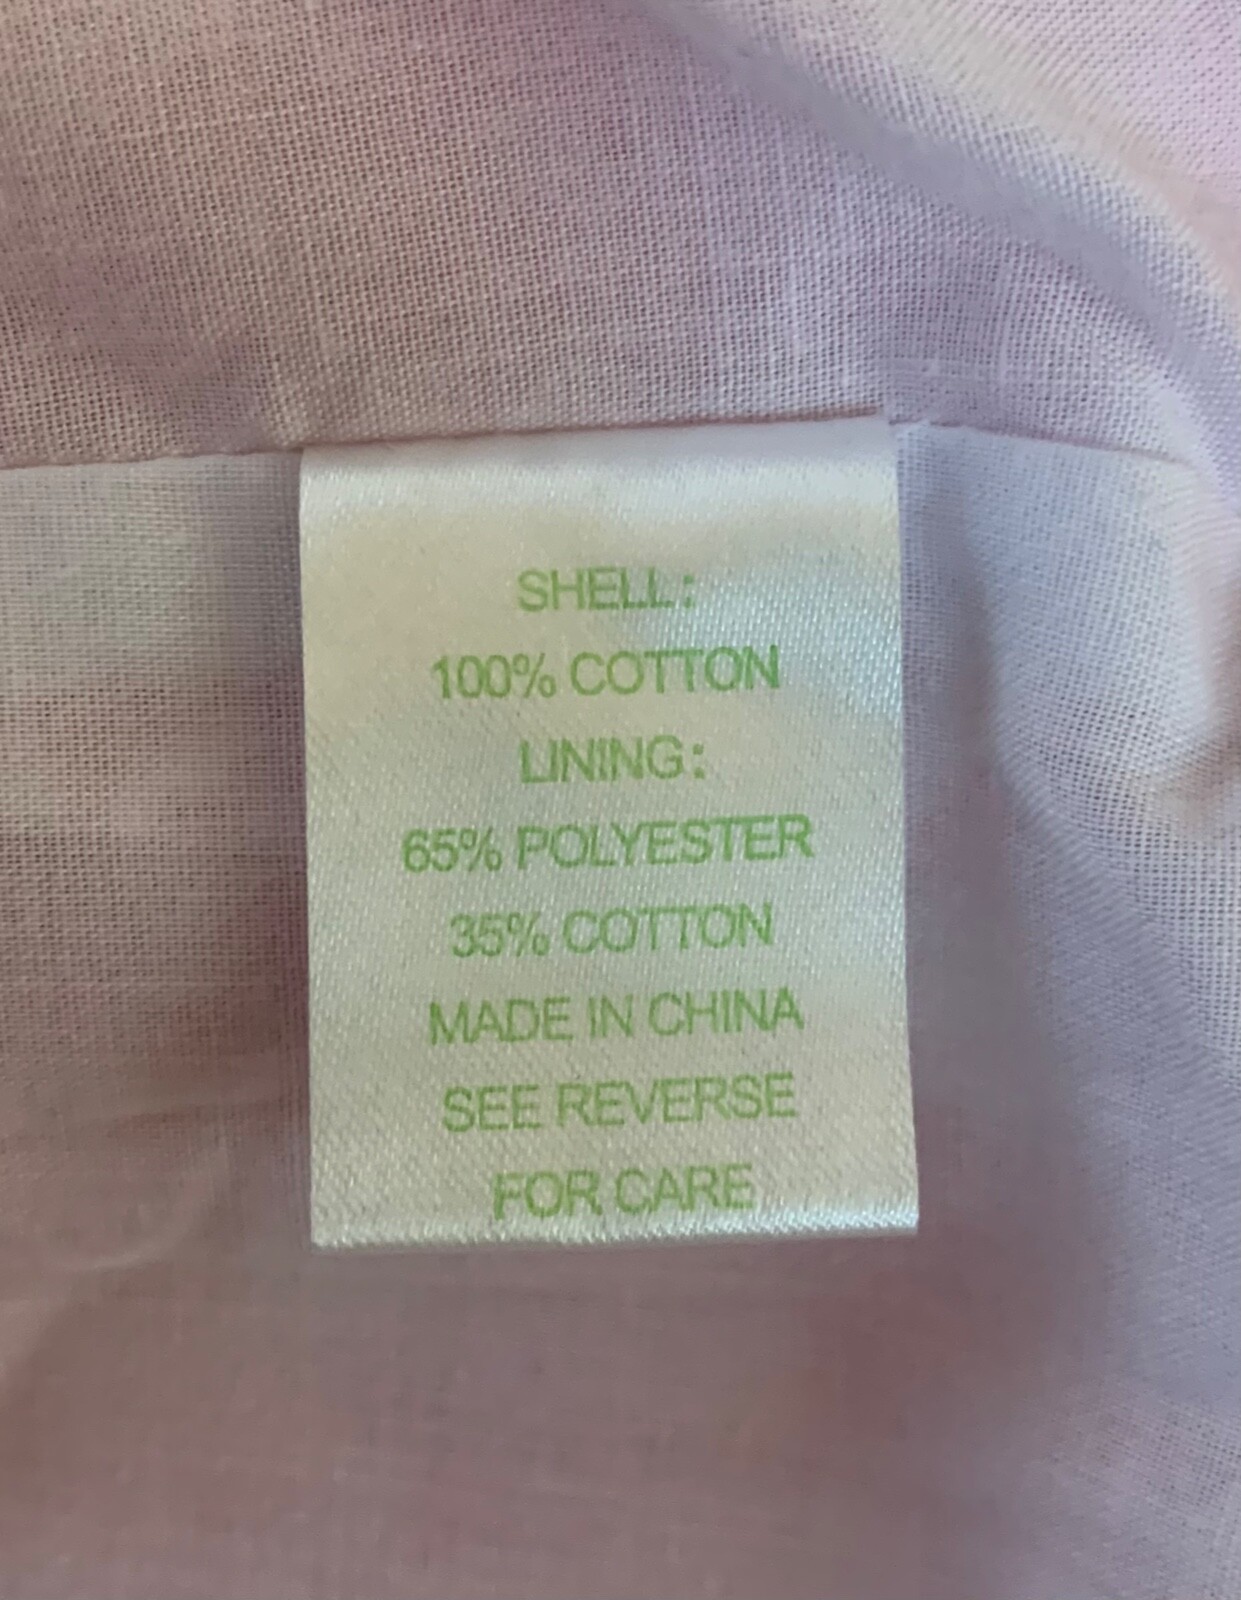 SHELL:
100% COTTON
LINING:
65% POLYESTER
35% COTTON
MADE IN CHINA
SEE REVERSE
FOR CARE